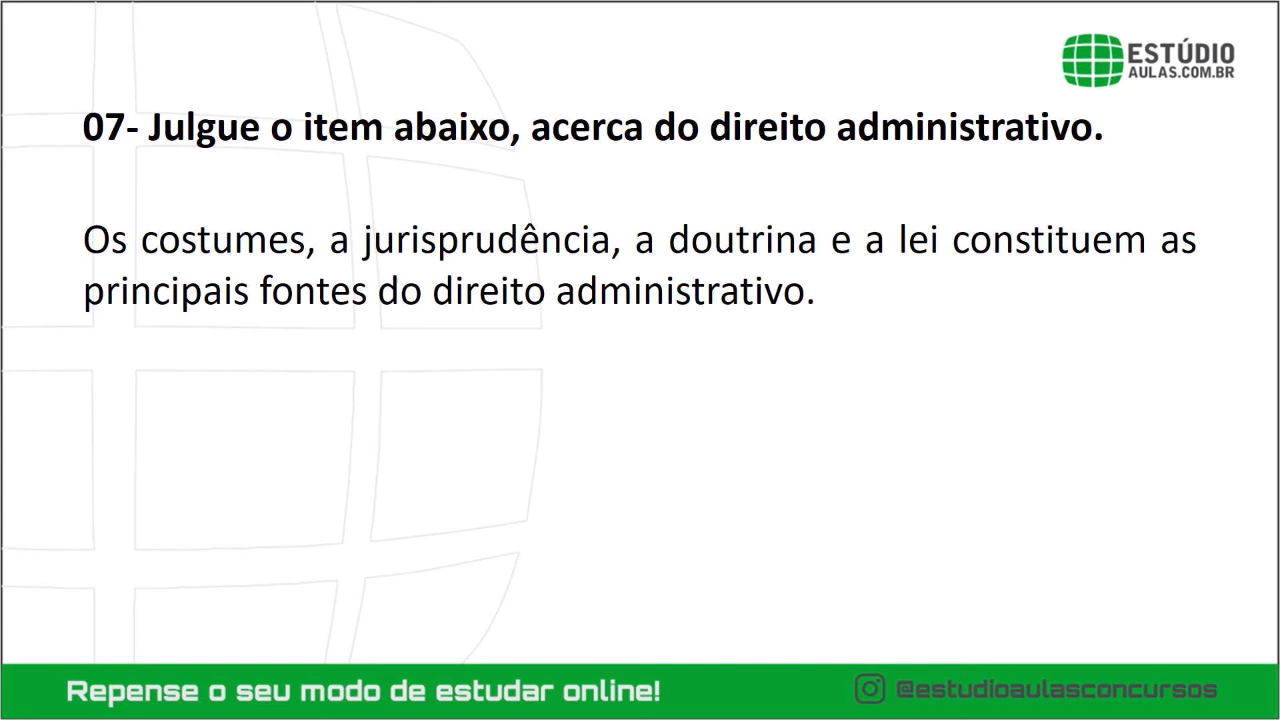 ESTÚDIO
AULAS.COM.BR
07- Julgue o item abaixo, acerca do direito administrativo.
Os costumes, a jurisprudência, a doutrina e a lei constituem as
principais fontes do direito administrativo.
Repense o seu modo de estudar online!
@estudioaulasconcursos